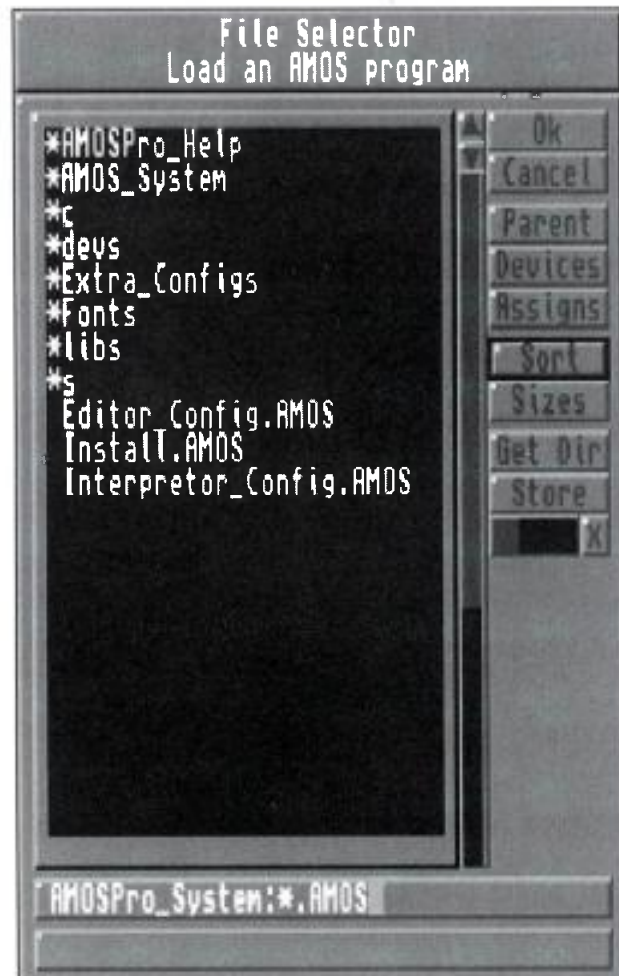 File Selector
Load an AMOS program
*AMOSPro_Help
*AMOS_System
*c
*devs
*Extra_Configs
*Fonts
*libs
*s
Editor_Config.AMOS
Install.AMOS
Interpretor_Config.AMOS
Ok
Cancel
Parent
Devices
Assigns
Sort
Sizes
Get Dir
Store
X
AMOSPro_System:*.AMOS